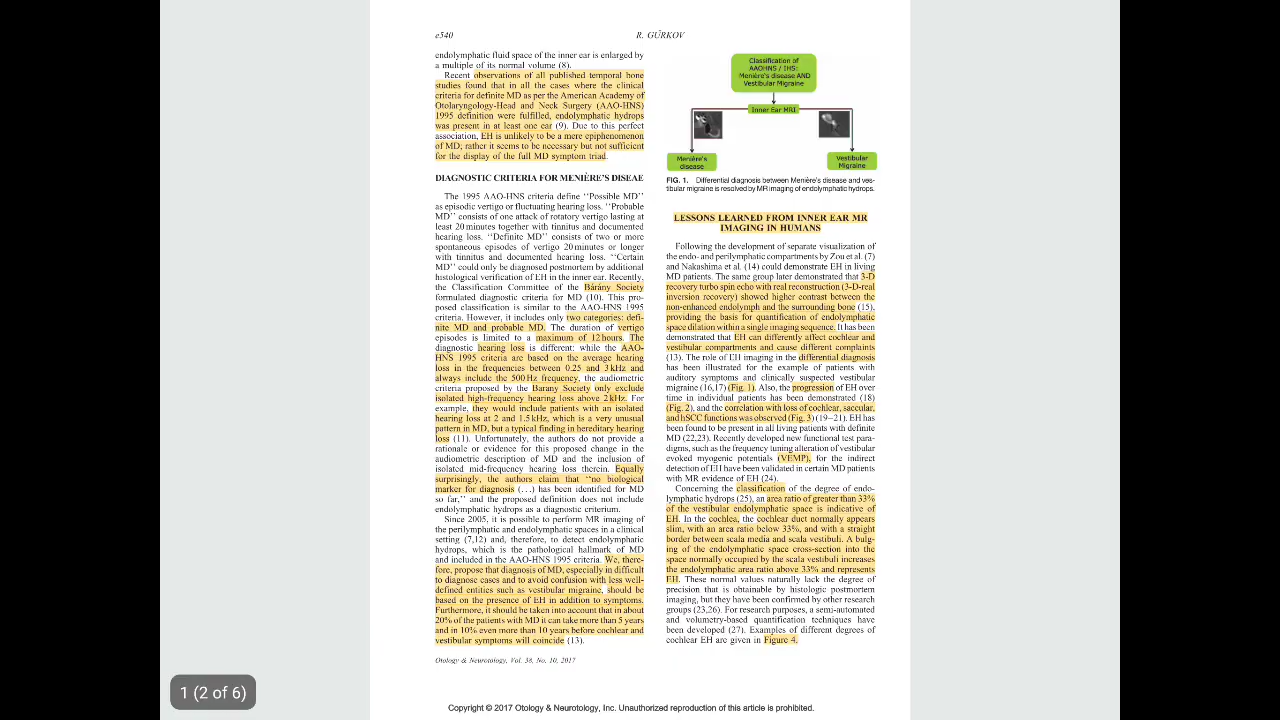 e540
R. GÜRKOV
endolymphatic fluid space of the inner ear is enlarged by
a multiple of its normal volume (8).
Recent observations of all published temporal bone
studies found that in all the cases where the clinical
criteria for definite MD as per the American Academy of
Otolaryngology-Head and Neck Surgery (AAO-HNS)
1995 definition were fulfilled, endolymphatic hydrops
was present in at least one ear (9). Due to this perfect
association, EH is unlikely to be a mere epiphenomenon
of MD; rather it seems to be necessary but not sufficient
for the display of the full MD symptom triad.
DIAGNOSTIC CRITERIA FOR MENIÈRE'S DISEAE
The 1995 AAO-HNS criteria define ‘‘Possible MD’’
as episodic vertigo or fluctuating hearing loss. ‘‘Probable
MD’’ consists of one attack of rotatory vertigo lasting at
least 20 minutes together with tinnitus and documented
hearing loss. ‘‘Definite MD’’ consists of two or more
spontaneous episodes of vertigo 20 minutes or longer
with tinnitus and documented hearing loss. ‘‘Certain
MD’’ could only be diagnosed postmortem by additional
histological verification of EH in the inner ear. Recently,
the Classification Committee of the Bárány Society
formulated diagnostic criteria for MD (10). This pro-
posed classification is similar to the AAO-HNS 1995
criteria. However, it includes only two categories: defi-
nite MD and probable MD. The duration of vertigo
episodes is limited to a maximum of 12 hours. The
diagnostic hearing loss is different: while the AAO-
HNS 1995 criteria are based on the average hearing
loss in the frequencies between 0.25 and 3 kHz and
always include the 500 Hz frequency, the audiometric
criteria proposed by the Barany Society only exclude
isolated high-frequency hearing loss above 2 kHz. For
example, they would include patients with an isolated
hearing loss at 2 and 1.5 kHz, which is a very unusual
pattern in MD, but a typical finding in hereditary hearing
loss (11). Unfortunately, the authors do not provide a
rationale or evidence for this proposed change in the
audiometric description of MD and the inclusion of
isolated mid-frequency hearing loss therein. Equally
surprisingly, the authors claim that ‘‘no biological
marker for diagnosis (...) has been identified for MD
so far,’’ and the proposed definition does not include
endolymphatic hydrops as a diagnostic criterium.
Since 2005, it is possible to perform MR imaging of
the perilymphatic and endolymphatic spaces in a clinical
setting (7,12) and, therefore, to detect endolymphatic
hydrops, which is the pathological hallmark of MD
and included in the AAO-HNS 1995 criteria. We, there-
fore, propose that diagnosis of MD, especially in difficult
to diagnose cases and to avoid confusion with less well-
defined entities such as vestibular migraine, should be
based on the presence of EH in addition to symptoms.
Furthermore, it should be taken into account that in about
20% of the patients with MD it can take more than 5 years
and in 10% even more than 10 years before cochlear and
vestibular symptoms will coincide (13).
Otology & Neurotology, Vol. 38, No. 10, 2017
Classification of
AAOHNS / IHS:
Menière's disease AND
Vestibular Migraine
Inner Ear MRI
Menière's
disease
Vestibular
Migraine
FIG. 1. Differential diagnosis between Menière's disease and ves-
tibular migraine is resolved by MR imaging of endolymphatic hydrops.
LESSONS LEARNED FROM INNER EAR MR
IMAGING IN HUMANS
Following the development of separate visualization of
the endo- and perilymphatic compartments by Zou et al. (7)
and Nakashima et al. (14) could demonstrate EH in living
MD patients. The same group later demonstrated that 3-D
recovery turbo spin echo with real reconstruction (3-D-real
inversion recovery) showed higher contrast between the
non-enhanced endolymph and the surrounding bone (15),
providing the basis for quantification of endolymphatic
space dilation within a single imaging sequence. It has been
demonstrated that EH can differently affect cochlear and
vestibular compartments and cause different complaints
(13). The role of EH imaging in the differential diagnosis
has been illustrated for the example of patients with
auditory symptoms and clinically suspected vestibular
migraine (16,17) (Fig. 1). Also, the progression of EH over
time in individual patients has been demonstrated (18)
(Fig. 2), and the correlation with loss of cochlear, saccular,
and hSCC functions was observed (Fig. 3) (19–21). EH has
been found to be present in all living patients with definite
MD (22,23). Recently developed new functional test para-
digms, such as the frequency tuning alteration of vestibular
evoked myogenic potentials (VEMP), for the indirect
detection of EH have been validated in certain MD patients
with MR evidence of EH (24).
Concerning the classification of the degree of endo-
lymphatic hydrops (25), an area ratio of greater than 33%
of the vestibular endolymphatic space is indicative of
EH. In the cochlea, the cochlear duct normally appears
slim, with an area ratio below 33%, and with a straight
border between scala media and scala vestibuli. A bulg-
ing of the endolymphatic space cross-section into the
space normally occupied by the scala vestibuli increases
the endolymphatic area ratio above 33% and represents
EH. These normal values naturally lack the degree of
precision that is obtainable by histologic postmortem
imaging, but they have been confirmed by other research
groups (23,26). For research purposes, a semi-automated
and volumetry-based quantification techniques have
been developed (27). Examples of different degrees of
cochlear EH are given in Figure 4.
1 (2 of 6)
Copyright © 2017 Otology & Neurotology, Inc. Unauthorized reproduction of this article is prohibited.